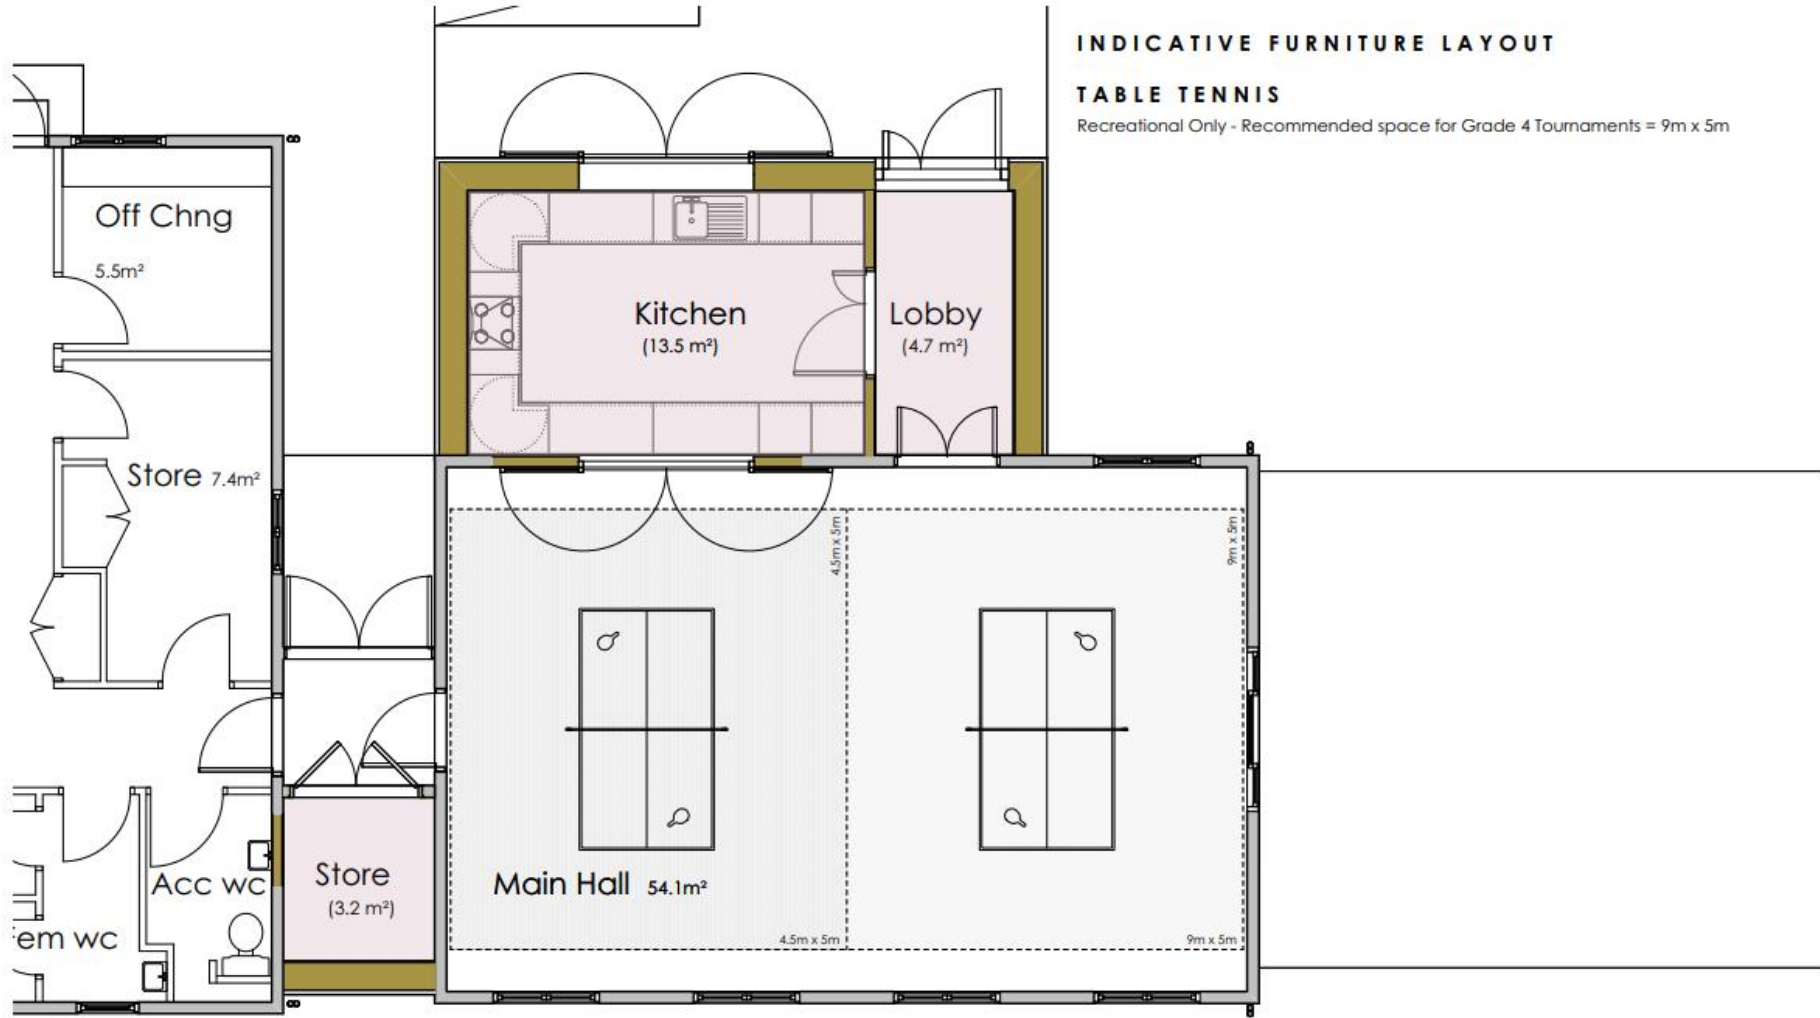 INDICATIVE FURNITURE LAYOUT
TABLE TENNIS
Recreational Only - Recommended space for Grade 4 Tournaments = 9m x 5m
Off Chng
5.5m²
Kitchen
(13.5 m²)
Lobby
(4.7 m²)
Store 7.4m²
4.5m x 5m
9m x 5m
Store
(3.2 m²)
Acc wc
em wc
Main Hall 54.1m²
4.5m x 5m
9m x 5m